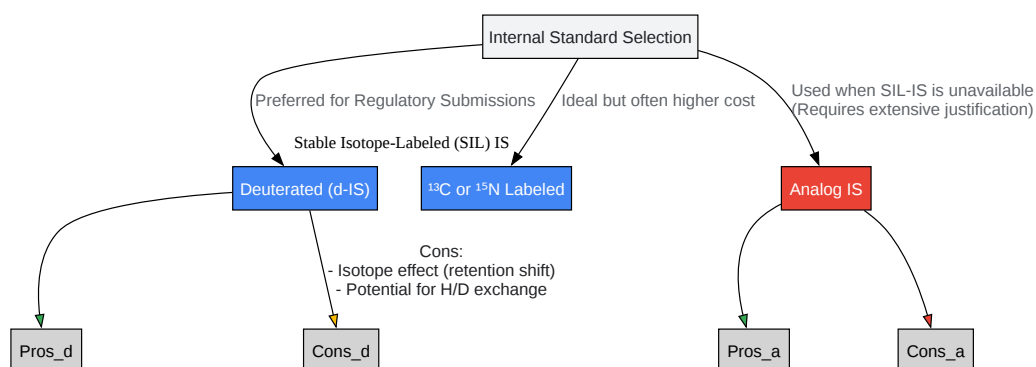 Internal Standard Selection
Preferred for Regulatory Submissions
Ideal but often higher cost
Used when SIL-IS is unavailable
(Requires extensive justification)
Stable Isotope-Labeled (SIL) IS
Deuterated (d-IS)
¹³C or ¹⁵N Labeled
Analog IS
Cons:
- Isotope effect (retention shift)
- Potential for H/D exchange
Pros_d
Cons_d
Pros_a
Cons_a